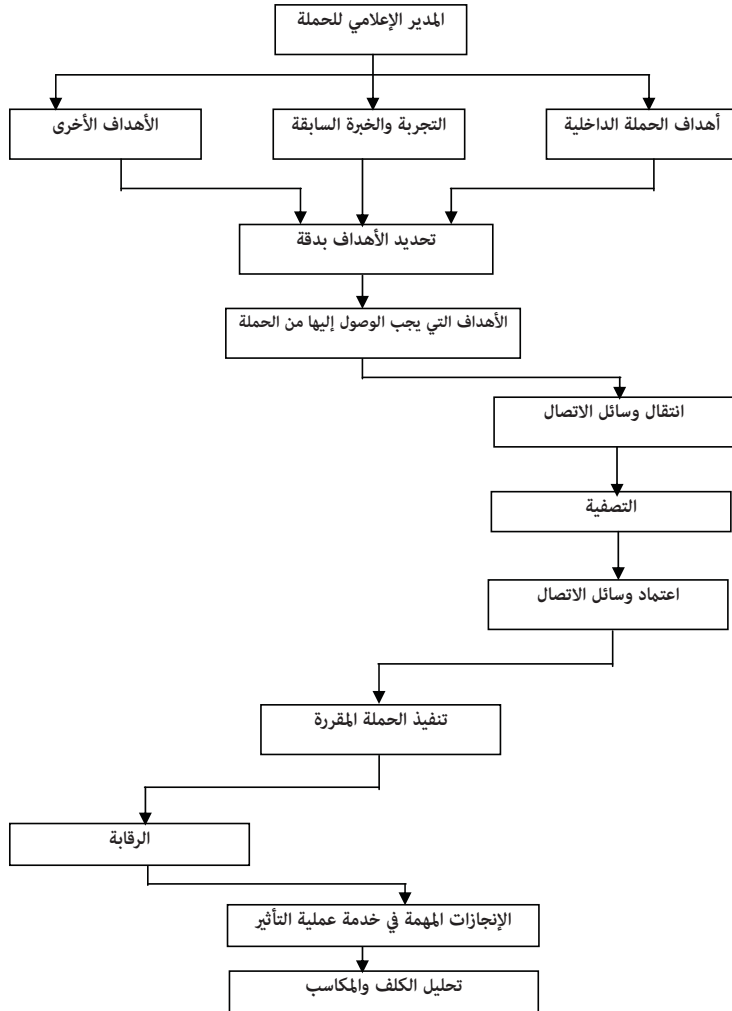 المدير الإعلامي للحملة
أهداف الحملة الداخلية
التجربة والخبرة السابقة
الأهداف الأخرى
تحديد الأهداف بدقة
الأهداف التي يجب الوصول إليها من الحملة
انتقال وسائل الاتصال
التصفية
اعتماد وسائل الاتصال
تنفيذ الحملة المقررة
الرقابة
الإنجازات المهمة في خدمة عملية التأثير
تحليل الكلف والمكاسب